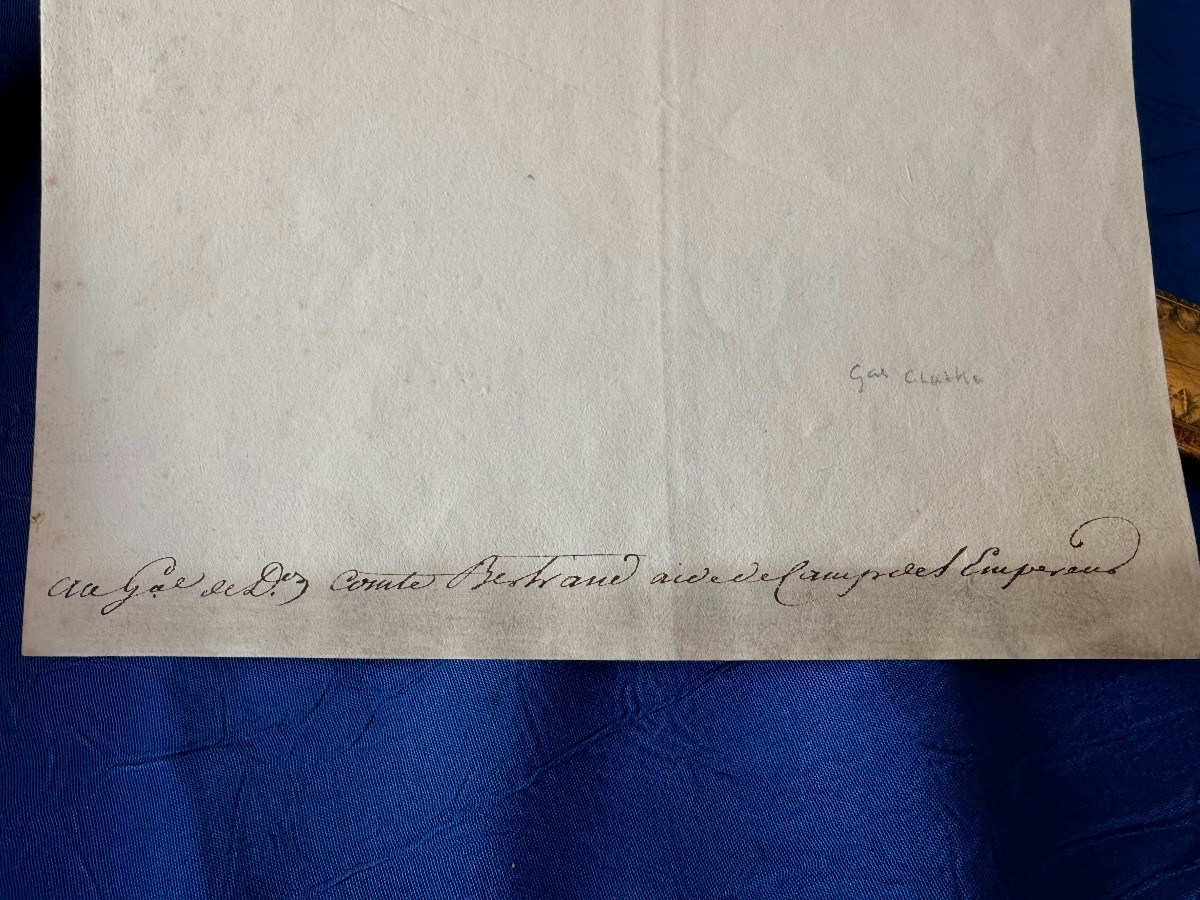 Gal Clarke
au Gal de Don Comte Bertrand aide de Camp de l'Empereur